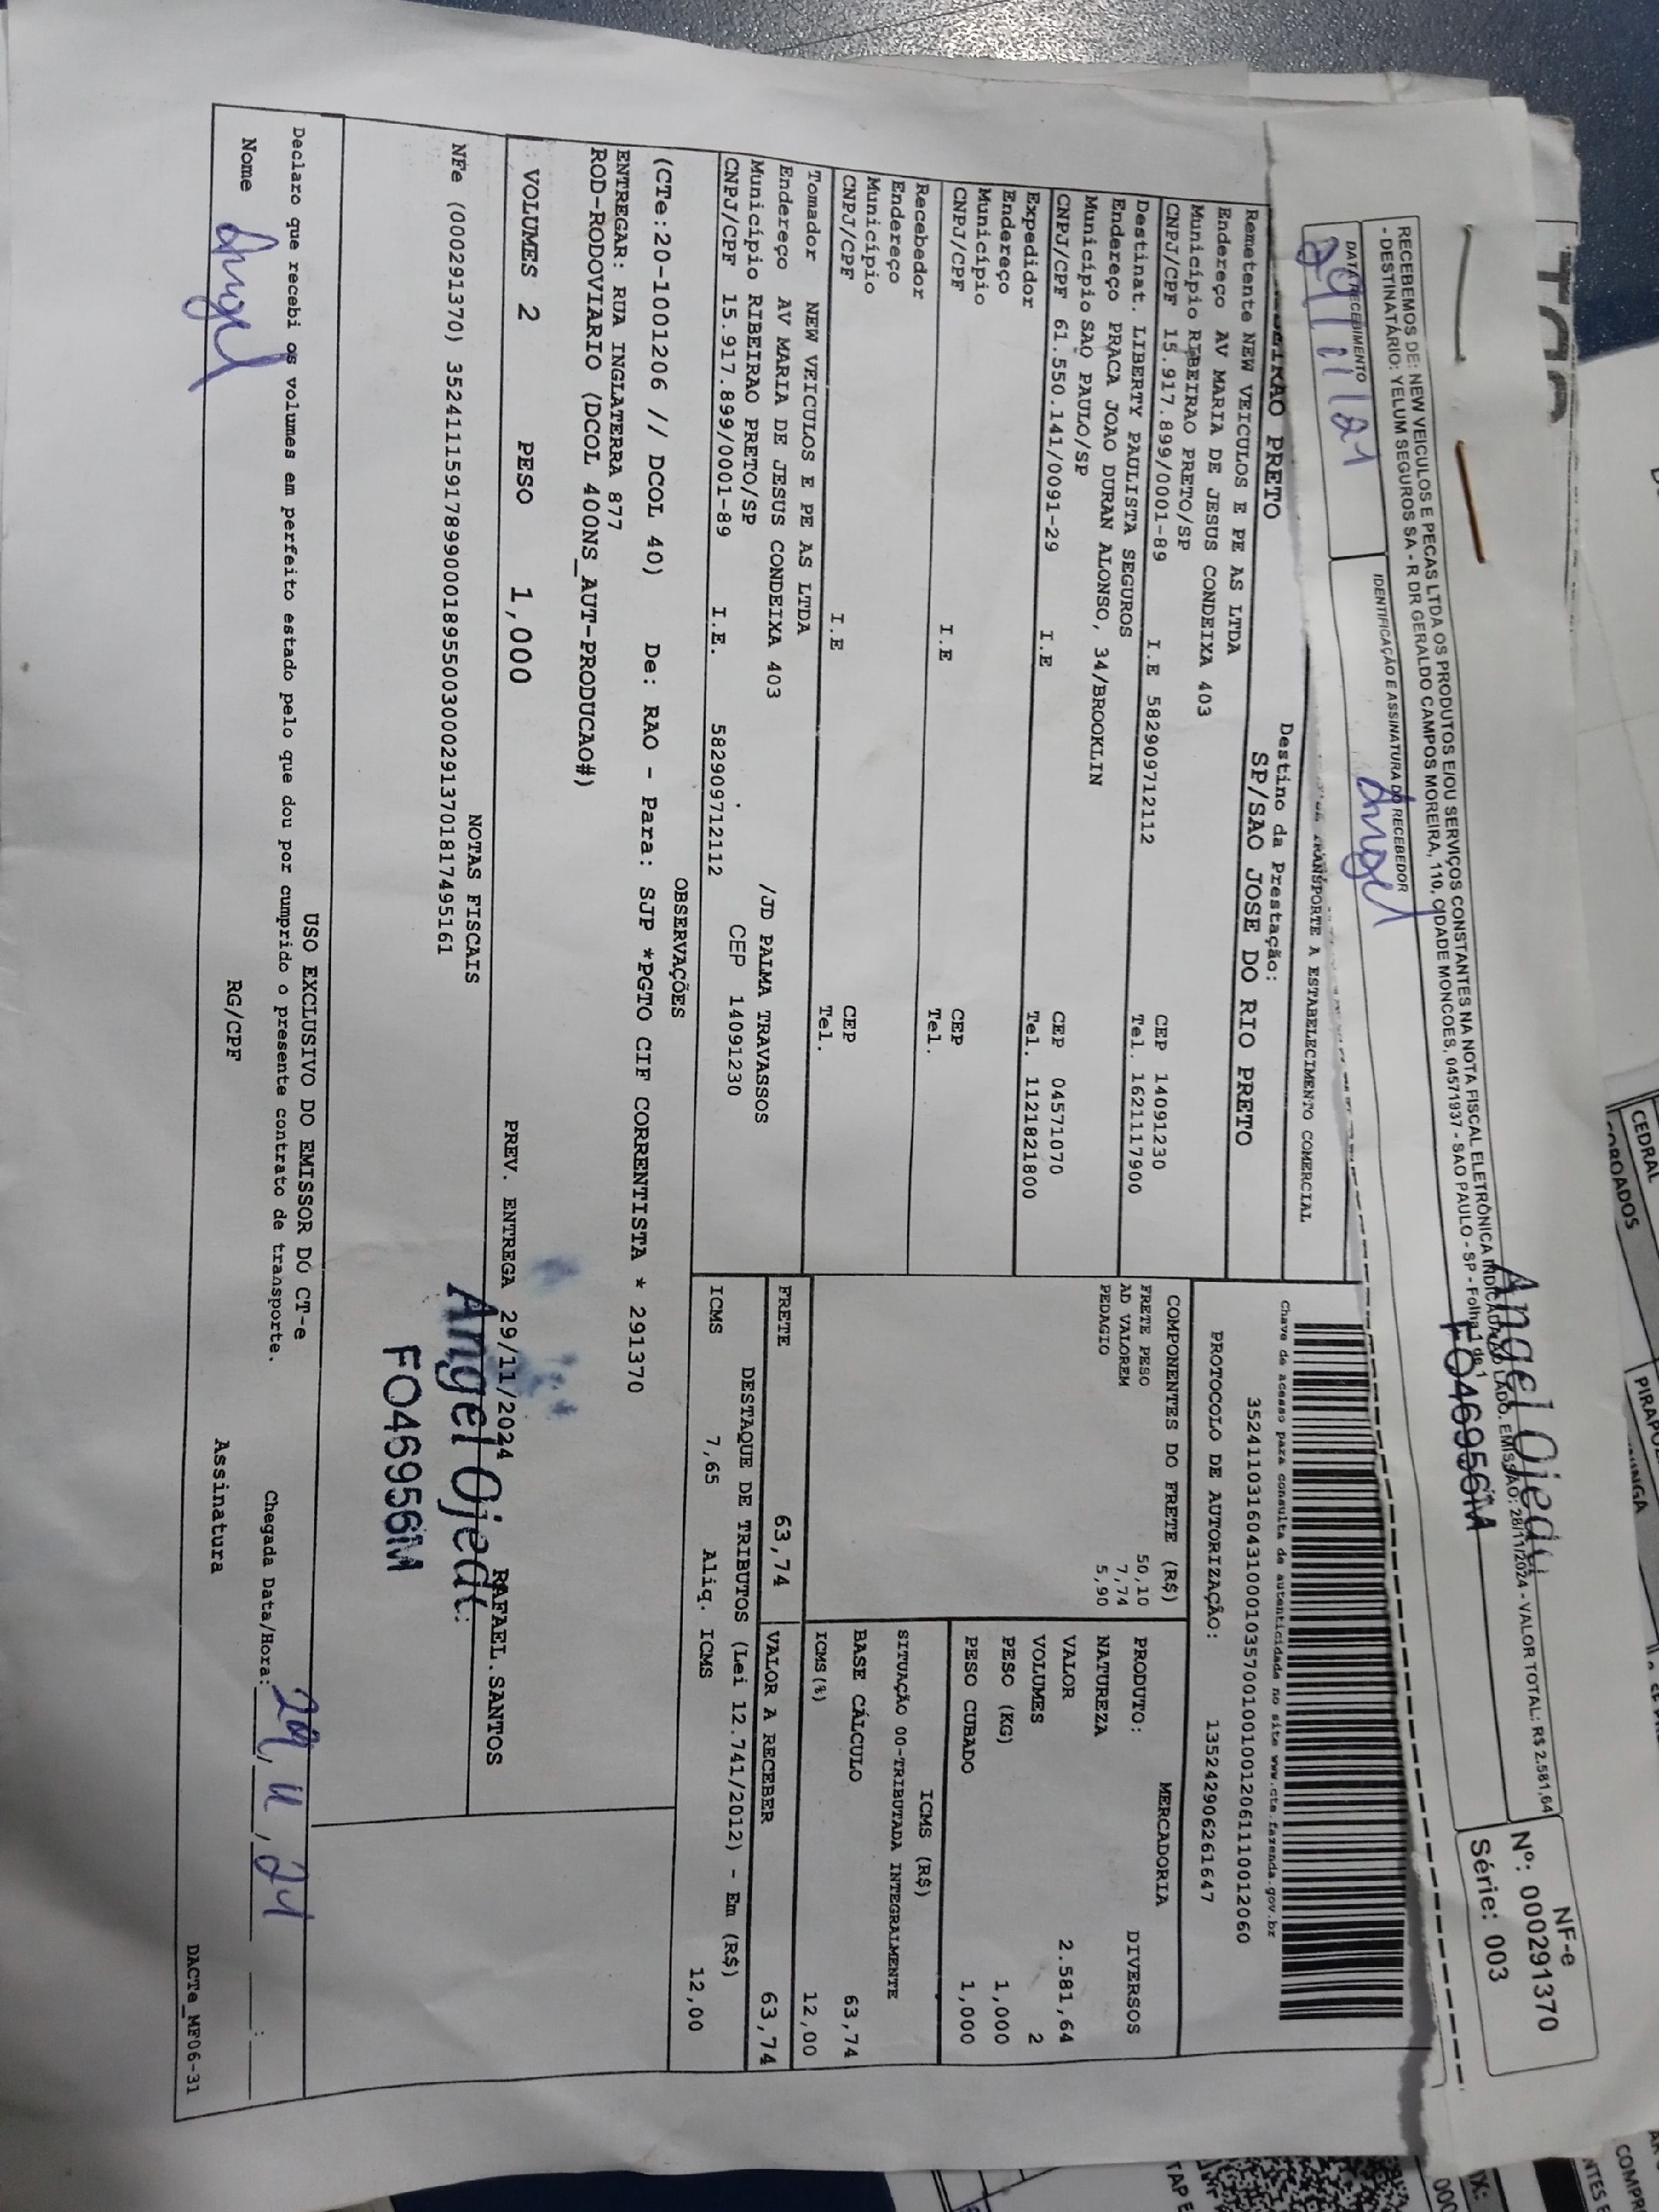 RECEBEMOS DE: NEW VEICULOS E PECAS LTDA OS PRODUTOS E/OU SERVIÇOS CONSTANTES NA NOTA FISCAL ELETRÔNICA INDICADA AO LADO. EMISSÃO: 28/11/2024 - VALOR TOTAL: R$ 2.581,64
- DESTINATÁRIO: YELUM SEGUROS SA - R DR GERALDO CAMPOS MOREIRA, 110, CIDADE MONCOES, 04571937 - SAO PAULO - SP - Folha 1 de 1
NF-e
Nº: 000291370
Série: 003
Angel Ojeda
FO46956M
DATA RECEBIMENTO
29/11/24
IDENTIFICAÇÃO E ASSINATURA DO RECEBEDOR
Angel
TRANSPORTE A ESTABELECIMENTO COMERCIAL
PRETO
Destino da Prestação:
SP/SAO JOSE DO RIO PRETO
Chave de acesso para consulta de autenticidade no site www.cte.fazenda.gov.br
35241103160431000103570010010012061110012060
PROTOCOLO DE AUTORIZAÇÃO: 135242906261647
Remetente NEW VEICULOS E PE AS LTDA
Endereço AV MARIA DE JESUS CONDEIXA 403
Município RIBEIRAO PRETO/SP CEP 14091230
CNPJ/CPF 15.917.899/0001-89 I.E 582909712112 Tel. 1621117900
Destinat. LIBERTY PAULISTA SEGUROS
Endereço PRACA JOAO DURAN ALONSO, 34/BROOKLIN
Município SAO PAULO/SP CEP 04571070
CNPJ/CPF 61.550.141/0091-29 I.E Tel. 1121821800
Expedidor
Endereço
Município CEP
CNPJ/CPF I.E Tel.
Recebedor
Endereço
Município CEP
CNPJ/CPF I.E Tel.
Tomador NEW VEICULOS E PE AS LTDA
Endereço AV MARIA DE JESUS CONDEIXA 403 /JD PALMA TRAVASSOS
Município RIBEIRAO PRETO/SP CEP 14091230
CNPJ/CPF 15.917.899/0001-89 I.E. 582909712112
COMPONENTES DO FRETE (R$)
FRETE PESO 50,10
AD VALOREM 7,74
PEDAGIO 5,90
MERCADORIA
PRODUTO: DIVERSOS
NATUREZA
VALOR 2.581,64
VOLUMES 2
PESO (KG) 1,000
PESO CUBADO 1,000
ICMS (R$)
SITUAÇÃO 00-TRIBUTADA INTEGRALMENTE
BASE CÁLCULO 63,74
ICMS(%) 12,00
FRETE 63,74 VALOR A RECEBER 63,74
DESTAQUE DE TRIBUTOS (Lei 12.741/2012) - Em (R$)
ICMS 7,65 Aliq. ICMS 12,00
OBSERVAÇÕES
(CTe:20-1001206 // DCOL 40) De: RAO - Para: SJP *PGTO CIF CORRENTISTA * 291370
ENTREGAR: RUA INGLATERRA 877
ROD-RODOVIARIO (DCOL 40ONS_AUT-PRODUCAO#)
VOLUMES 2 PESO 1,000 PREV. ENTREGA 29/11/2024 RAFAEL.SANTOS
NOTAS FISCAIS
NFe (000291370) 35241115917899000189550030002913701817495161
Angel Ojeda
FO46956M
USO EXCLUSIVO DO EMISSOR DO CT-e
Declaro que recebi os volumes em perfeito estado pelo que dou por cumprido o presente contrato de transporte. Chegada Data/Hora: 29, 11, 24
Nome Angel RG/CPF Assinatura
DACTe_MF06-31
CEDRAL
COROADOS